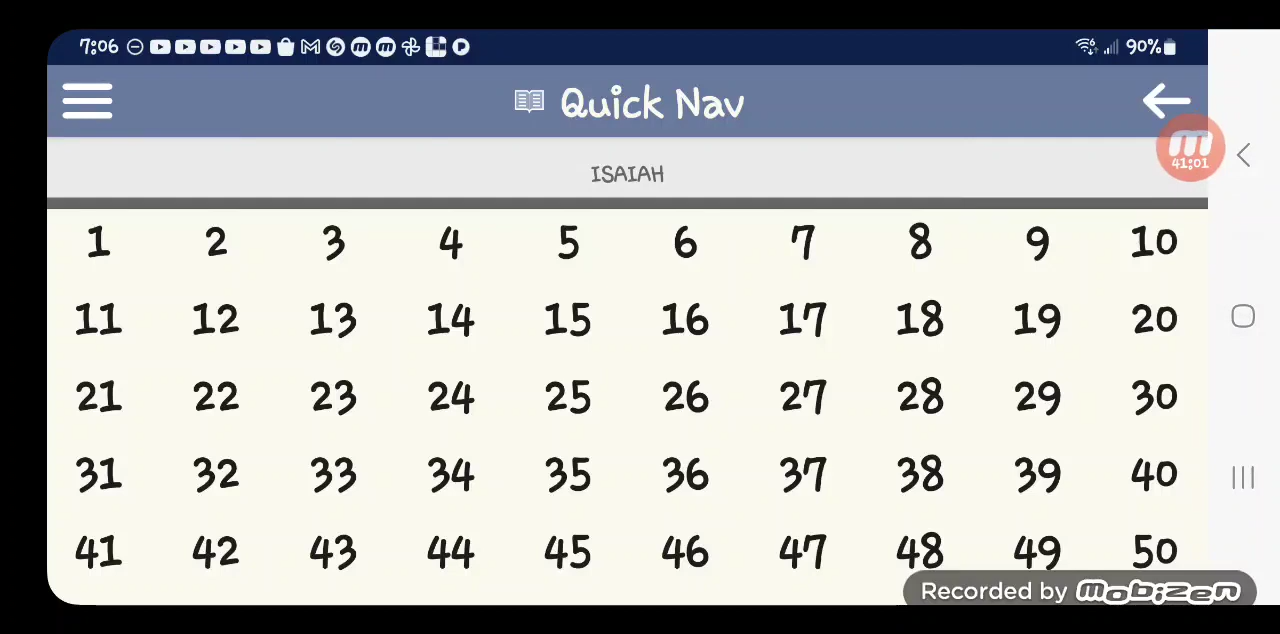 7:06 90%
Quick Nav
41:01
ISAIAH
1 2 3 4 5 6 7 8 9 10
11 12 13 14 15 16 17 18 19 20
21 22 23 24 25 26 27 28 29 30
31 32 33 34 35 36 37 38 39 40
41 42 43 44 45 46 47 48 49 50
Recorded by mobizen